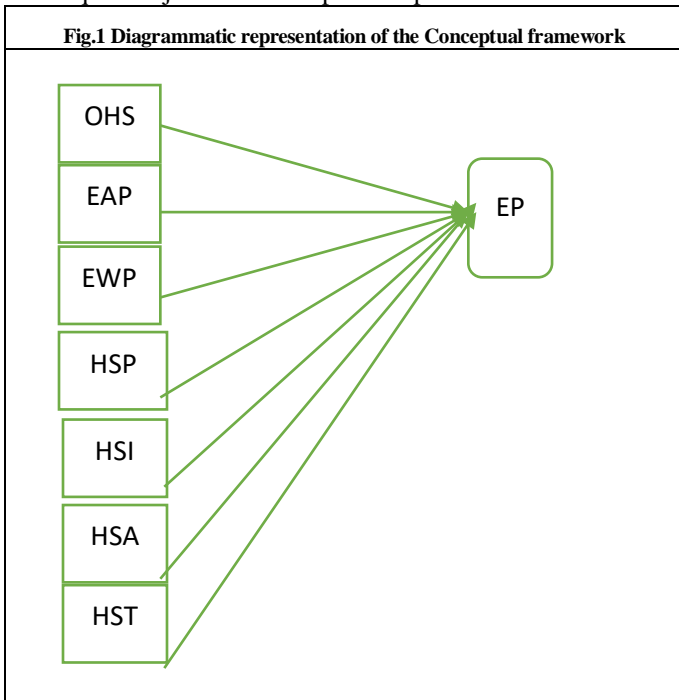 Fig.1 Diagrammatic representation of the Conceptual framework
OHS
EAP
EP
EWP
HSP
HSI
HSA
HST